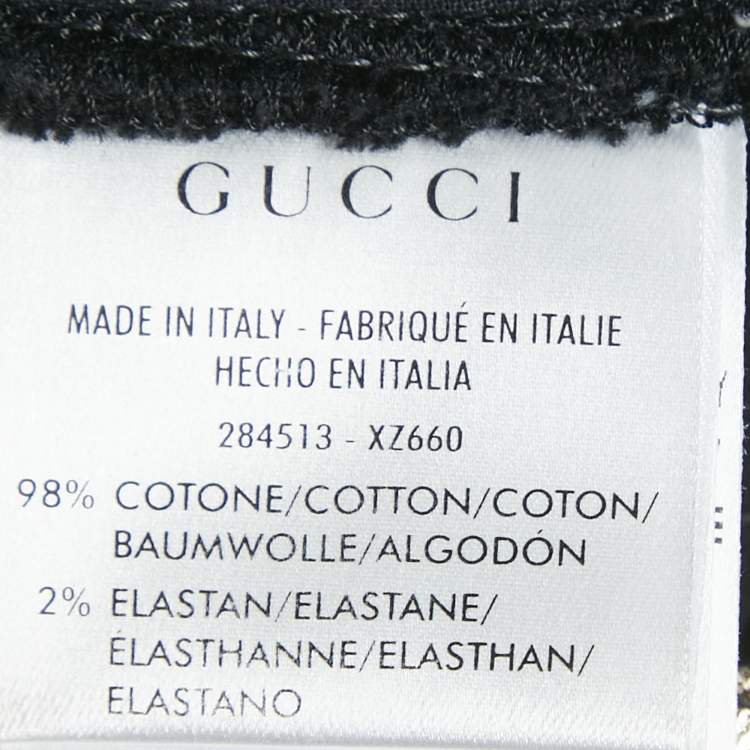 GUCCI
MADE IN ITALY - FABRIQUÉ EN ITALIE
HECHO EN ITALIA
284513 - XZ660
98% COTONE/COTTON/COTON/
BAUMWOLLE/ALGODÓN
2% ELASTAN/ELASTANE/
ÉLASTHANNE/ELASTHAN/
ELASTANO